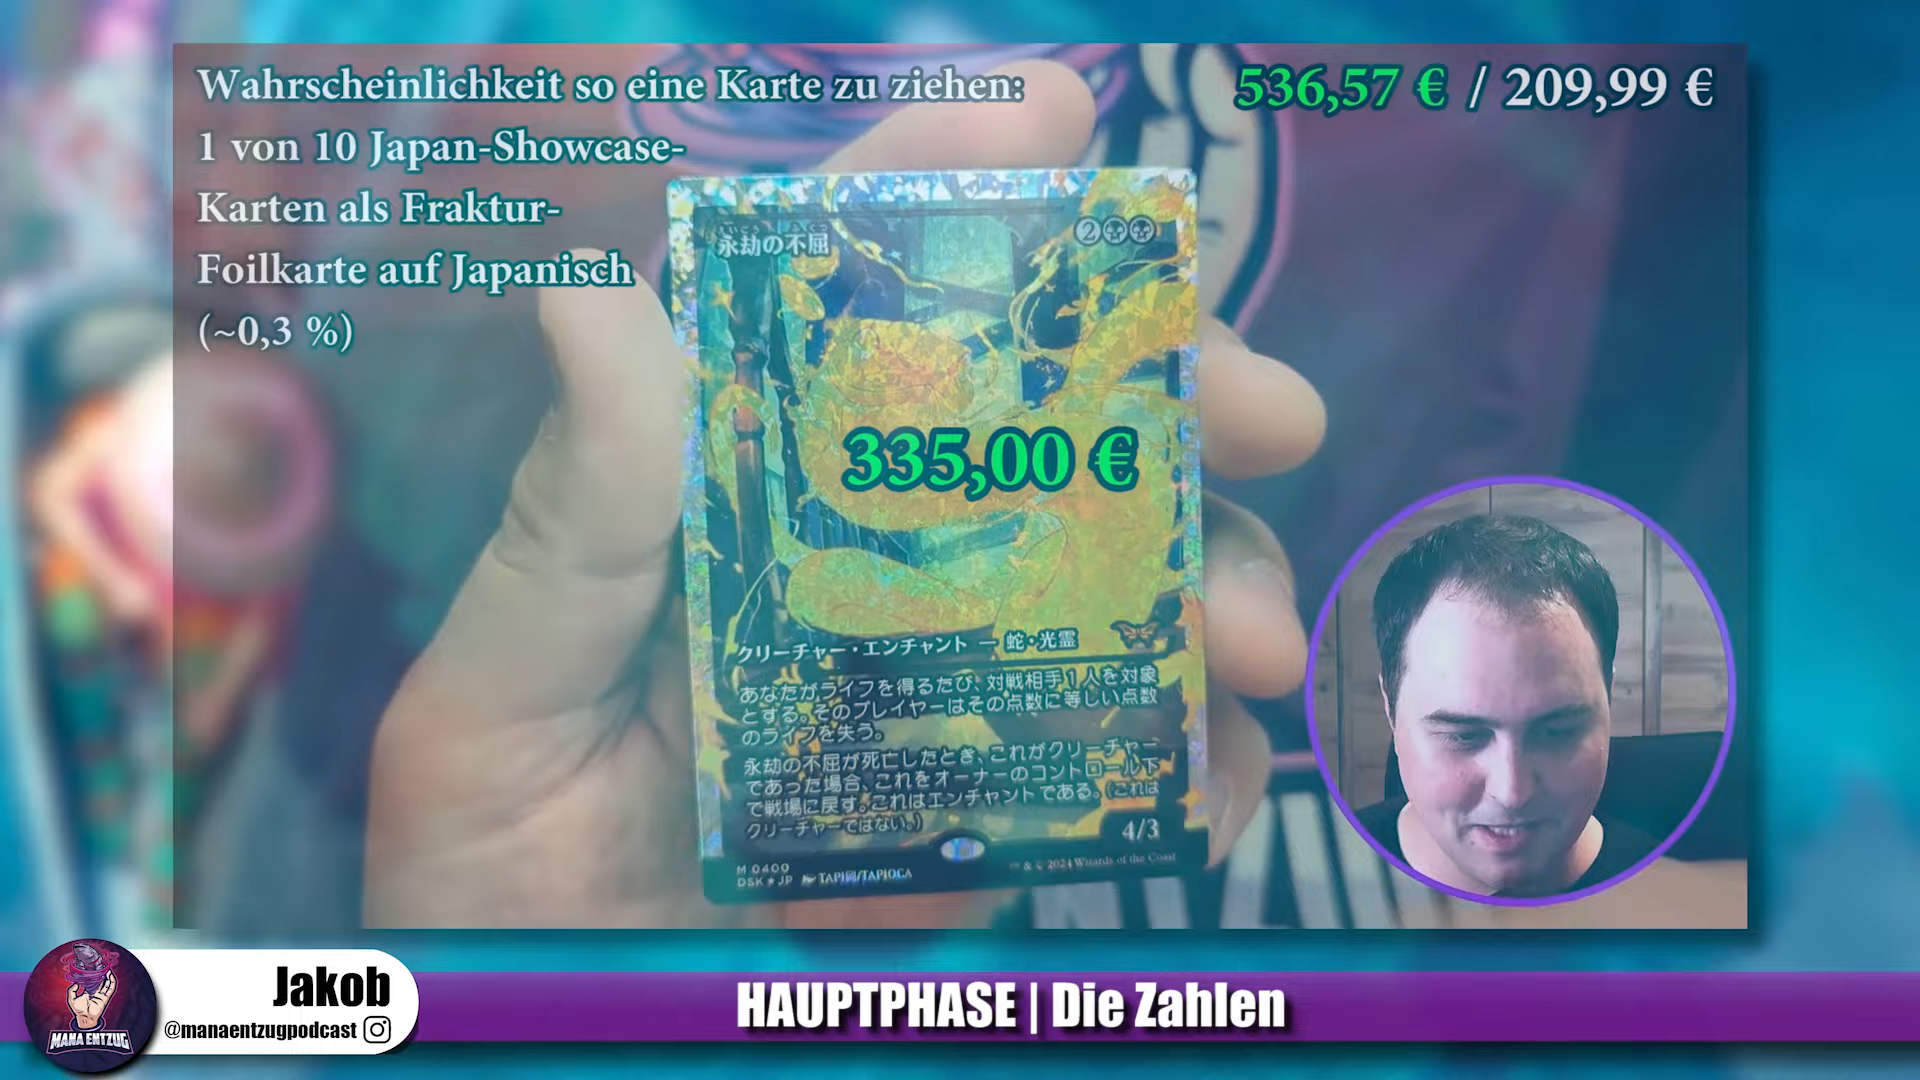 Wahrscheinlichkeit so eine Karte zu ziehen:
1 von 10 Japan-Showcase-
Karten als Fraktur-
Foilkarte auf Japanisch
(~0,3 %)
536,57 € / 209,99 €
永劫の不屈
2
335,00 €
クリーチャー・エンチャント — 蛇・光霊
あなたがライフを得るたび、対戦相手1人を対象
とする。そのプレイヤーはその点数に等しい点数
のライフを失う。
永劫の不屈が死亡したとき、これがクリーチャー
であった場合、これをオーナーのコントロール下
で戦場に戻す。これはエンチャントである。(これは
クリーチャーではない。)
4/3
M 0400
DSK★JP TAPI岡/TAPIOCA
™ & © 2024 Wizards of the Coast
MANA ENTZUG
Jakob
@manaentzugpodcast
HAUPTPHASE | Die Zahlen